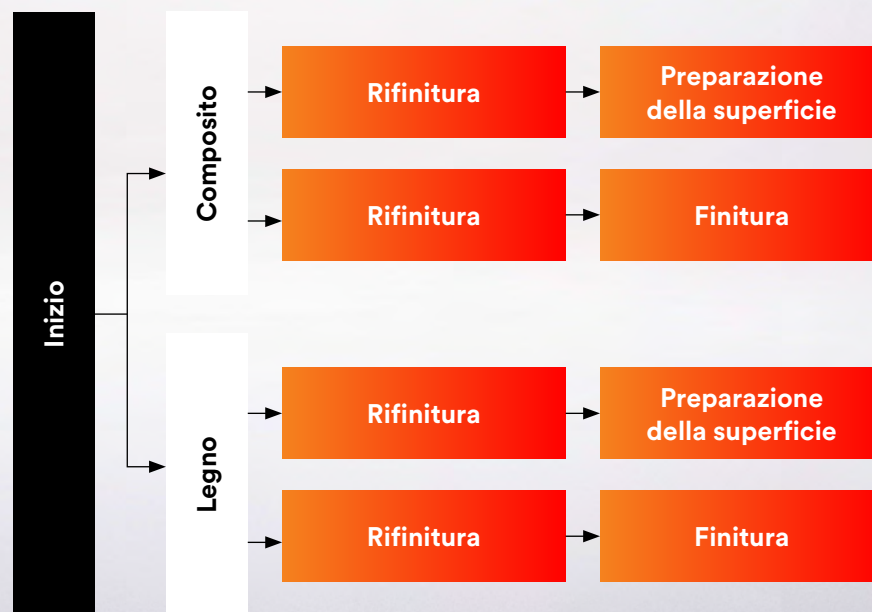 Inizio
Composito
Rifinitura
Preparazione
della superficie
Rifinitura
Finitura
Legno
Rifinitura
Preparazione
della superficie
Rifinitura
Finitura